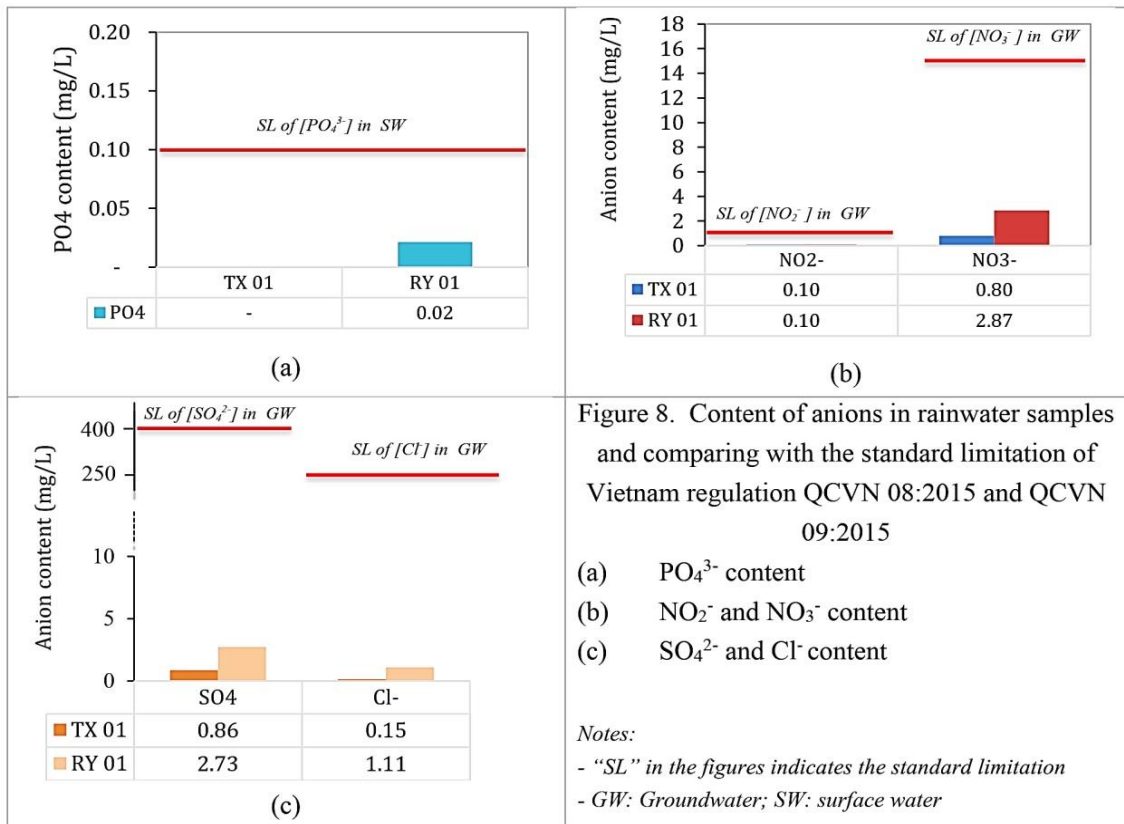 0.20
0.15
0.10
0.05
-
PO4 content (mg/L)
SL of [PO₄³⁻] in SW
TX 01 RY 01
PO4 - 0.02
(a)
18
16
14
12
10
8
6
4
2
0
Anion content (mg/L)
SL of [NO₃⁻] in GW
SL of [NO₂⁻] in GW
NO2- NO3-
TX 01 0.10 0.80
RY 01 0.10 2.87
(b)
400
250
10
5
0
Anion content (mg/L)
SL of [SO₄²⁻] in GW
SL of [Cl⁻] in GW
SO4 Cl-
TX 01 0.86 0.15
RY 01 2.73 1.11
(c)
Figure 8. Content of anions in rainwater samples
and comparing with the standard limitation of
Vietnam regulation QCVN 08:2015 and QCVN
09:2015
(a) PO₄³⁻ content
(b) NO₂⁻ and NO₃⁻ content
(c) SO₄²⁻ and Cl⁻ content
Notes:
- “SL” in the figures indicates the standard limitation
- GW: Groundwater; SW: surface water